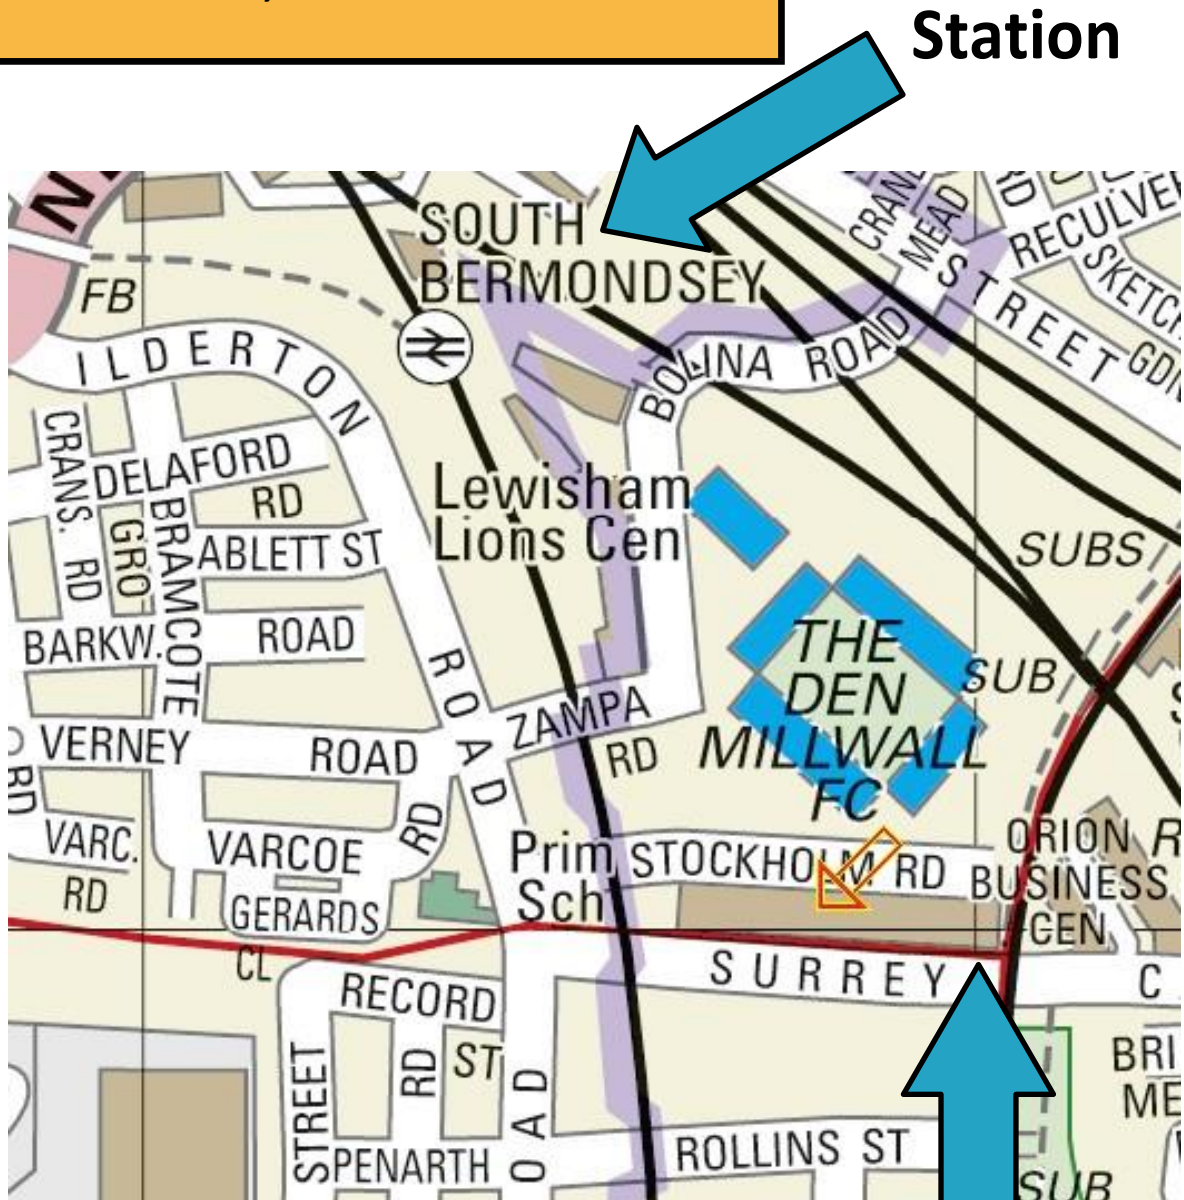 Station
SOUTH
BERMONDSEY
FB
ILDERTON
ROAD
CRANS. RD
DELAFORD
RD
GRO
BRAMCOTE
ABLETT ST
BARKW.
ROAD
VERNEY
ROAD
RD
VARC.
RD
VARCOE
RD
GERARDS
CL
Lewisham
Lions Cen
BOLINA ROAD
MEAD
STREET
RECULVE
RD
SKETCH
GDN
SUBS
SUB
THE
DEN
MILLWALL
FC
ZAMPA
RD
Prim
Sch
STOCKHOLM RD
ORION
BUSINESS
CEN
R
SURREY
C
RECORD
ST
RD
STREET
PENARTH
OAD
ROLLINS ST
BRI
ME
SUB